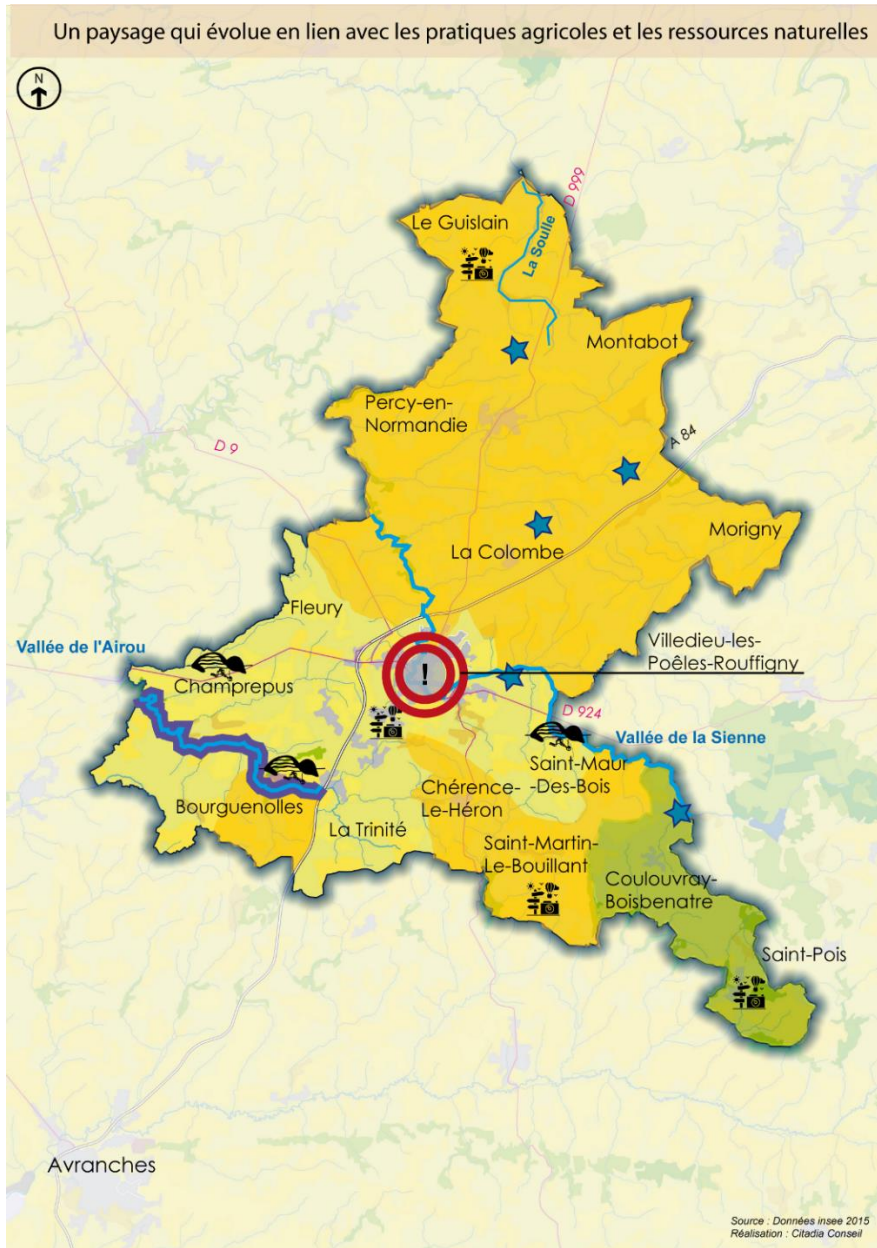 Un paysage qui évolue en lien avec les pratiques agricoles et les ressources naturelles
N
D 999
Le Guislain
La Soulle
Montabot
Percy-en-
Normandie
A 84
D 9
Morigny
La Colombe
Fleury
Villedieu-les-
Poêles-Rouffigny
Vallée de l'Airou
Champrepus
!
D 924
Vallée de la Sienne
Saint-Maur
-Des-Bois
Chérence-
Le-Héron
Bourguenolles
La Trinité
Saint-Martin-
Le-Bouillant
Coulouvray-
Boisbenatre
Saint-Pois
Avranches
Source : Données insee 2015
Réalisation : Citadia Conseil